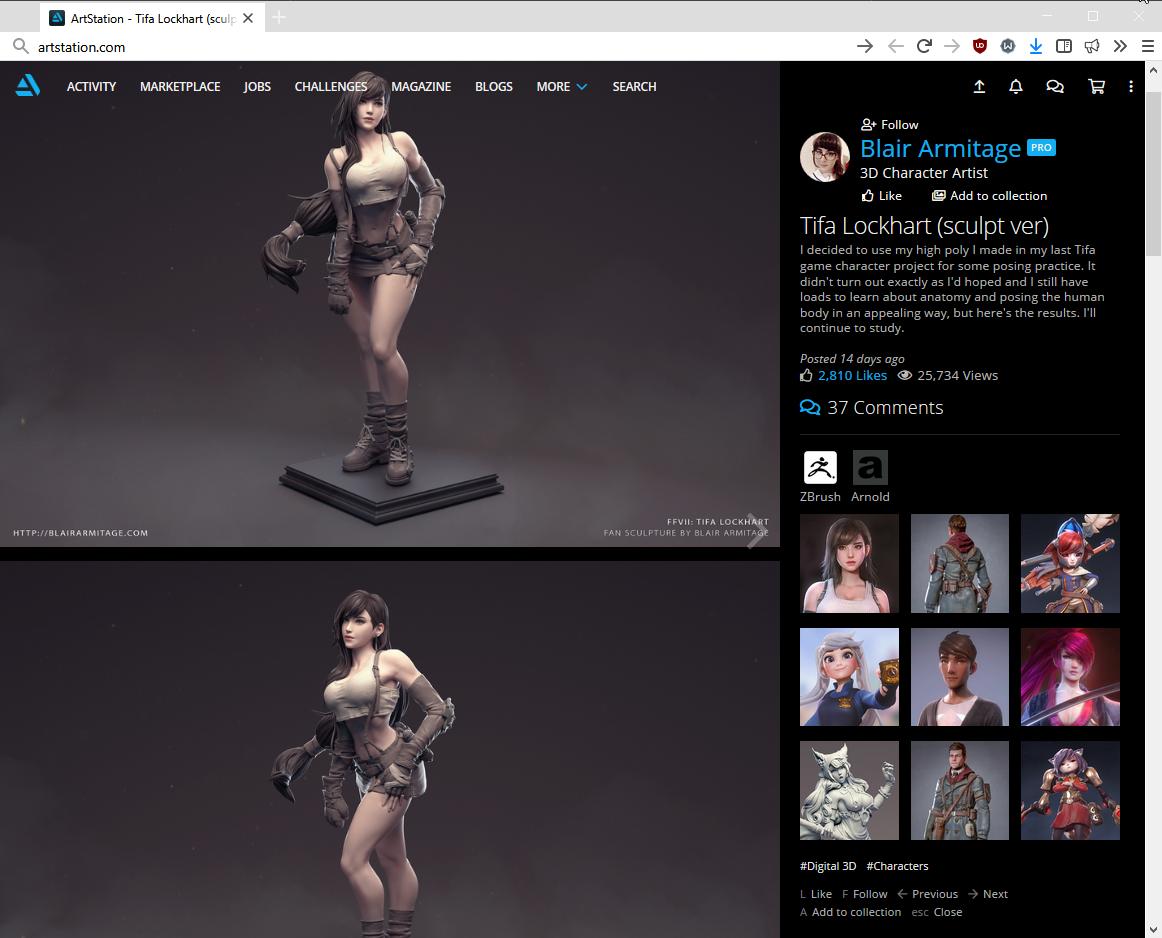 ArtStation - Tifa Lockhart (sculp
artstation.com
ACTIVITY MARKETPLACE JOBS CHALLENGES MAGAZINE BLOGS MORE SEARCH
Follow
Blair Armitage PRO
3D Character Artist
Like Add to collection
Tifa Lockhart (sculpt ver)
I decided to use my high poly I made in my last Tifa
game character project for some posing practice. It
didn't turn out exactly as I'd hoped and I still have
loads to learn about anatomy and posing the human
body in an appealing way, but here's the results. I'll
continue to study.
Posted 14 days ago
2,810 Likes 25,734 Views
37 Comments
ZBrush Arnold
HTTP://BLAIRARMITAGE.COM
FFVII: TIFA LOCKHART
FAN SCULPTURE BY BLAIR ARMITAGE
#Digital 3D #Characters
L Like F Follow ← Previous → Next
A Add to collection esc Close